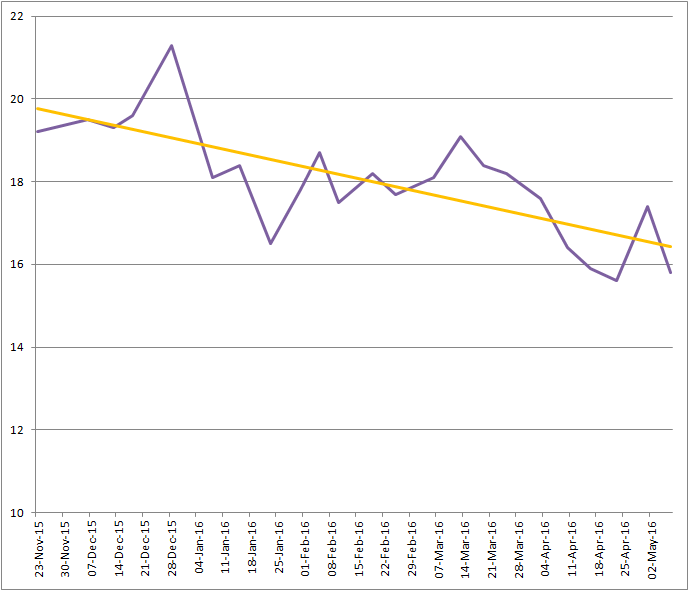 22
20
18
16
14
12
10
23-Nov-15
30-Nov-15
07-Dec-15
14-Dec-15
21-Dec-15
28-Dec-15
04-Jan-16
11-Jan-16
18-Jan-16
25-Jan-16
01-Feb-16
08-Feb-16
15-Feb-16
22-Feb-16
29-Feb-16
07-Mar-16
14-Mar-16
21-Mar-16
28-Mar-16
04-Apr-16
11-Apr-16
18-Apr-16
25-Apr-16
02-May-16